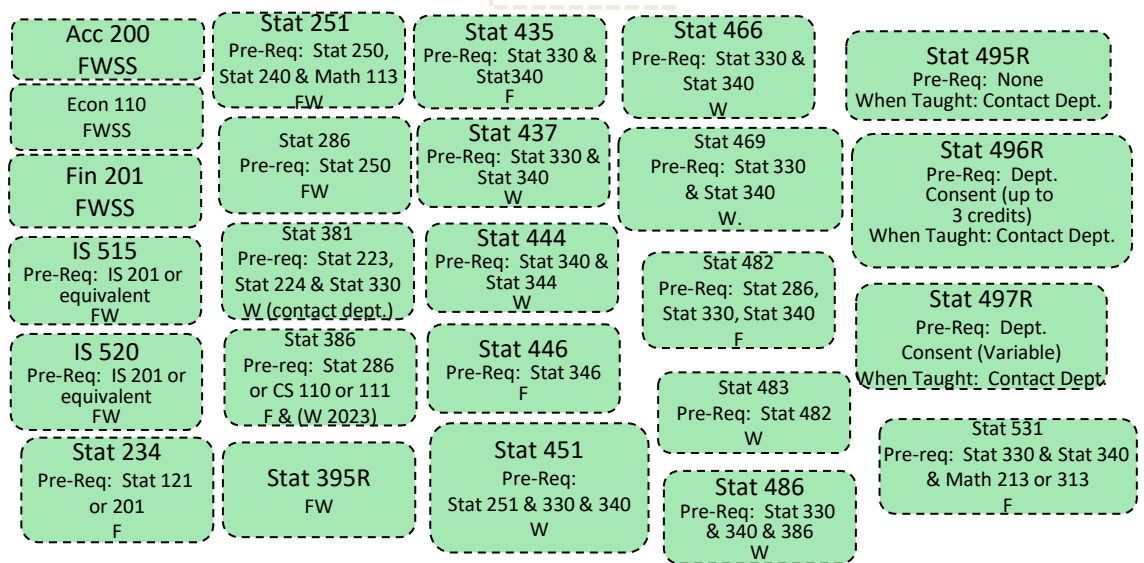 Acc 200
FWSS
Econ 110
FWSS
Fin 201
FWSS
IS 515
Pre-Req: IS 201 or
equivalent
FW
IS 520
Pre-Req: IS 201 or
equivalent
FW
Stat 234
Pre-Req: Stat 121
or 201
F
Stat 251
Pre-Req: Stat 250,
Stat 240 & Math 113
FW
Stat 286
Pre-req: Stat 250
FW
Stat 381
Pre-req: Stat 223,
Stat 224 & Stat 330
W (contact dept.)
Stat 386
Pre-req: Stat 286
or CS 110 or 111
F & (W 2023)
Stat 395R
FW
Stat 435
Pre-Req: Stat 330 &
Stat340
F
Stat 437
Pre-Req: Stat 330 &
Stat 340
W
Stat 444
Pre-Req: Stat 340 &
Stat 344
W
Stat 446
Pre-Req: Stat 346
F
Stat 451
Pre-Req:
Stat 251 & 330 & 340
W
Stat 466
Pre-Req: Stat 330 &
Stat 340
W
Stat 469
Pre-Req: Stat 330
& Stat 340
W.
Stat 482
Pre-Req: Stat 286,
Stat 330, Stat 340
F
Stat 483
Pre-Req: Stat 482
W
Stat 486
Pre-Req: Stat 330
& 340 & 386
W
Stat 495R
Pre-Req: None
When Taught: Contact Dept.
Stat 496R
Pre-Req: Dept.
Consent (up to
3 credits)
When Taught: Contact Dept.
Stat 497R
Pre-Req: Dept.
Consent (Variable)
When Taught: Contact Dept.
Stat 531
Pre-req: Stat 330 & Stat 340
& Math 213 or 313
F